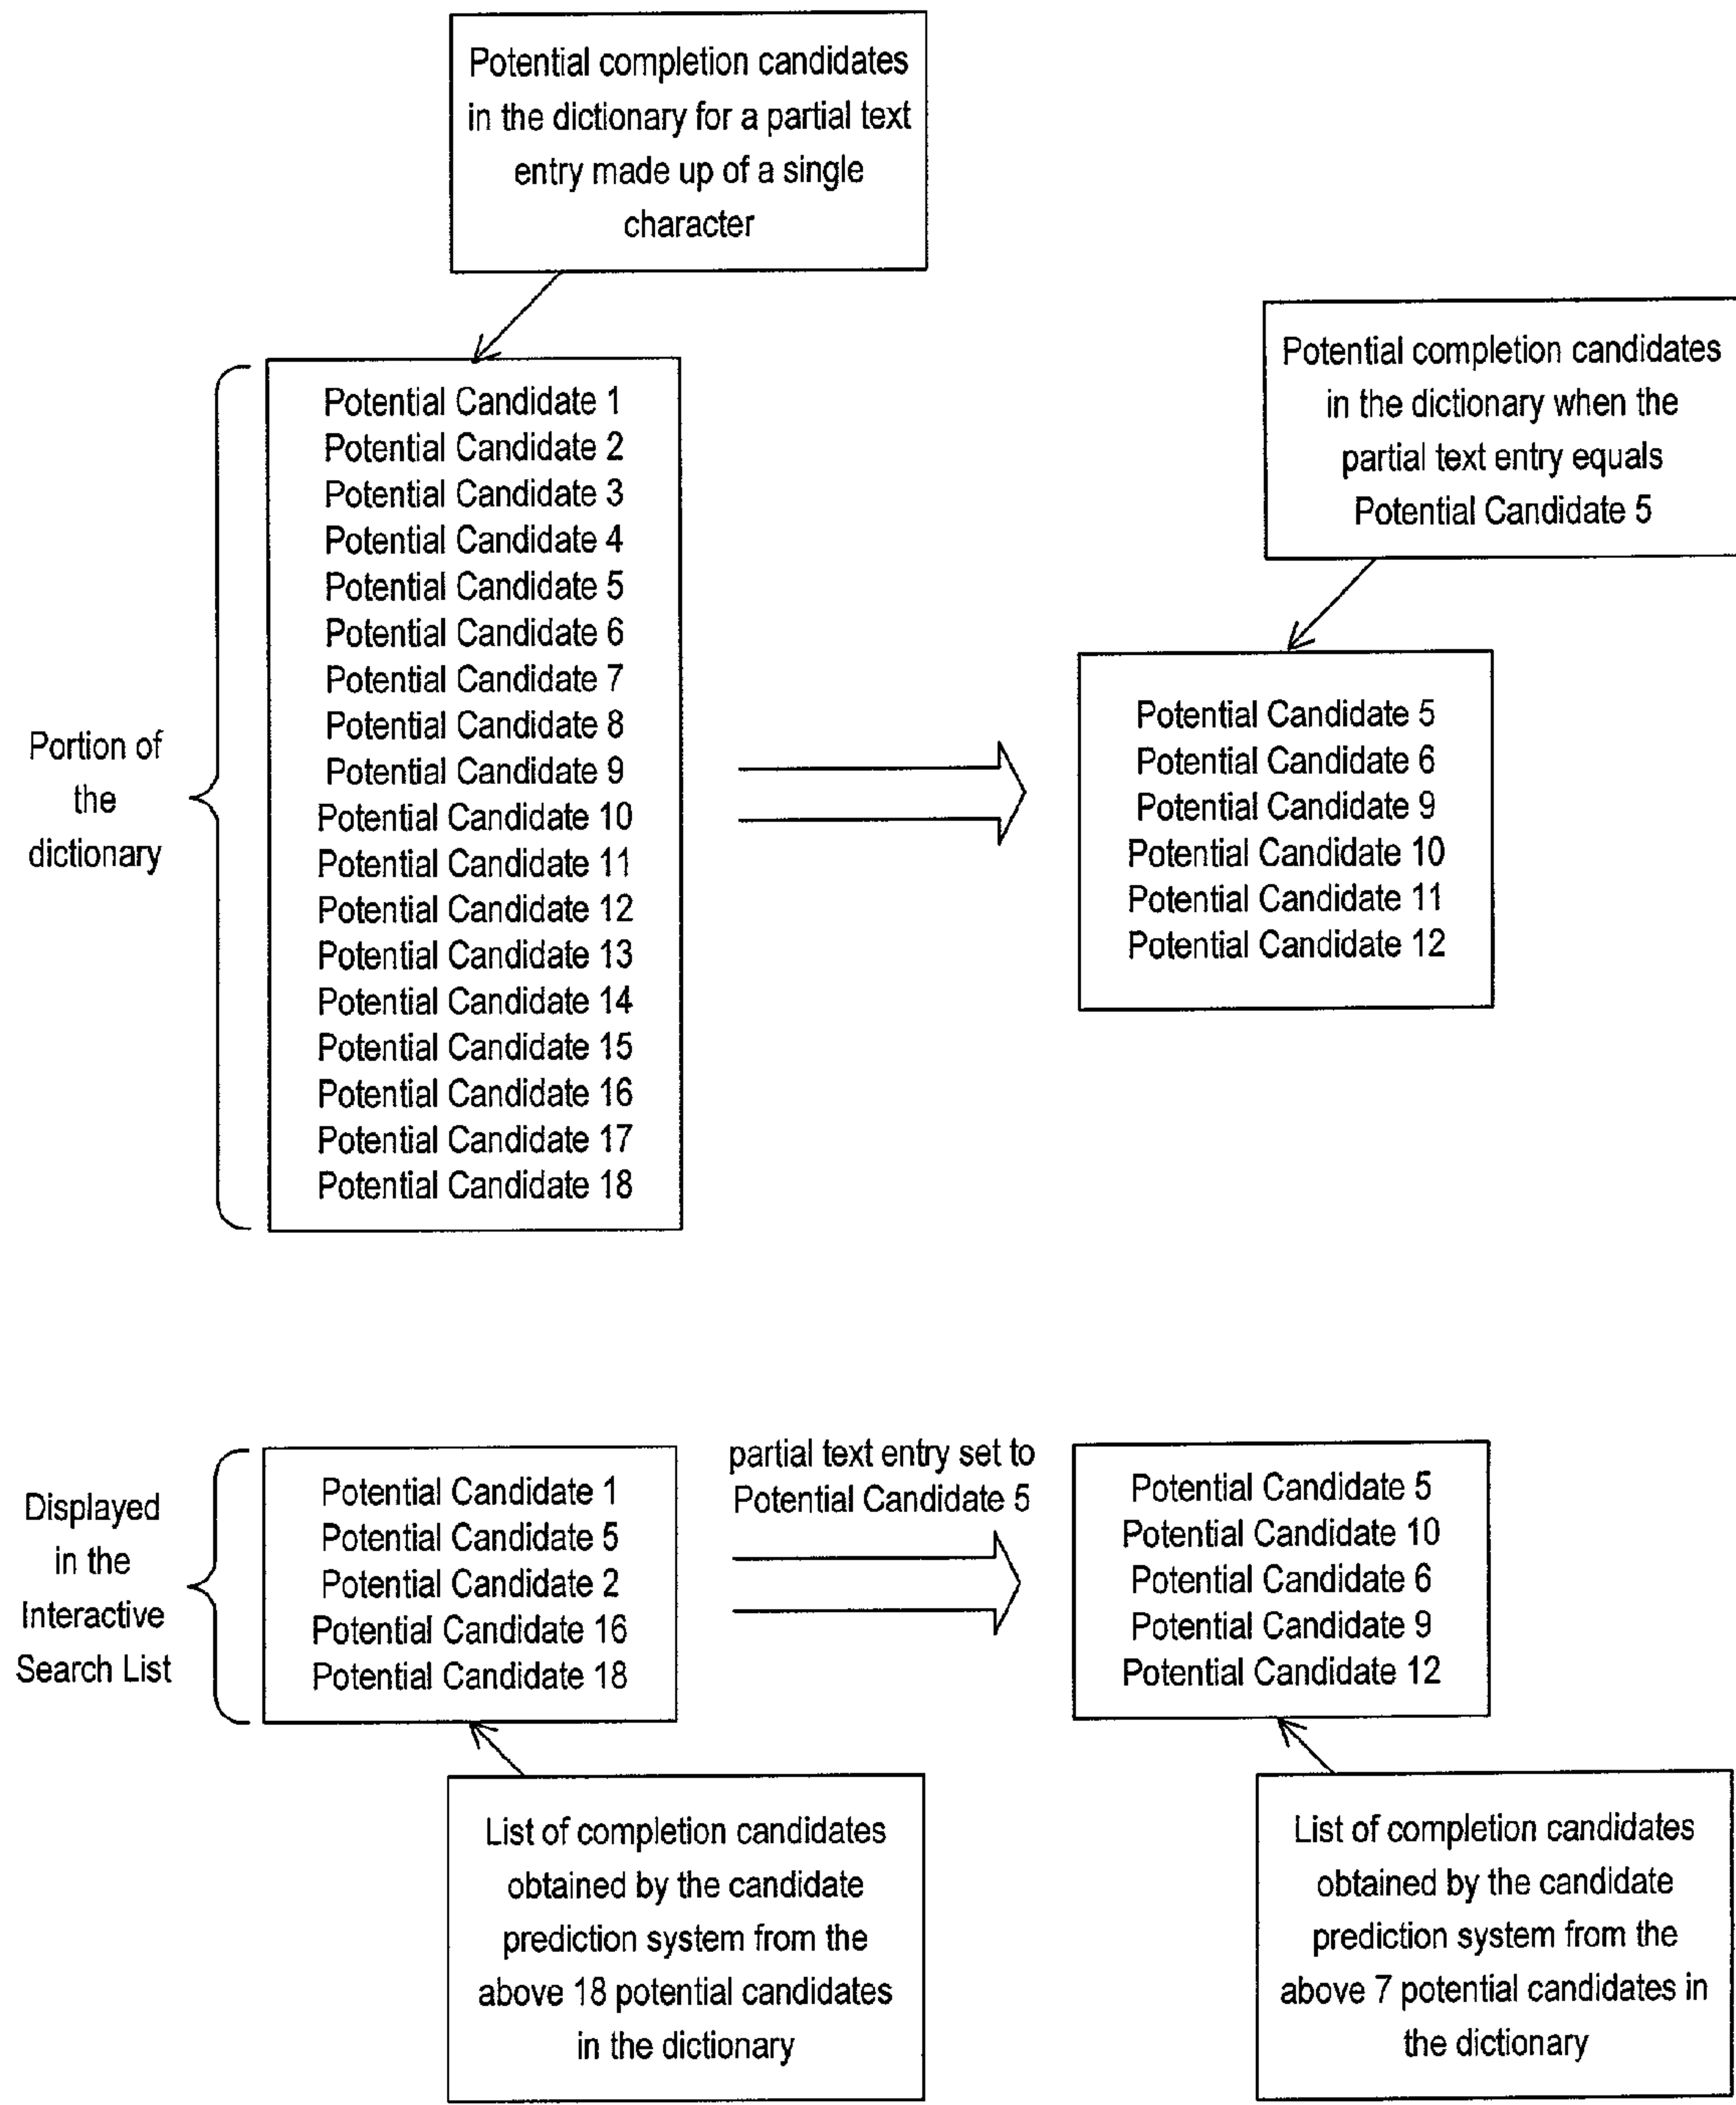 Potential completion candidates
in the dictionary for a partial text
entry made up of a single
character
Potential completion candidates
in the dictionary when the
partial text entry equals
Potential Candidate 5
Portion of
the
dictionary
Potential Candidate 1
Potential Candidate 2
Potential Candidate 3
Potential Candidate 4
Potential Candidate 5
Potential Candidate 6
Potential Candidate 7
Potential Candidate 8
Potential Candidate 9
Potential Candidate 10
Potential Candidate 11
Potential Candidate 12
Potential Candidate 13
Potential Candidate 14
Potential Candidate 15
Potential Candidate 16
Potential Candidate 17
Potential Candidate 18
Potential Candidate 5
Potential Candidate 6
Potential Candidate 9
Potential Candidate 10
Potential Candidate 11
Potential Candidate 12
Displayed
in the
Interactive
Search List
Potential Candidate 1
Potential Candidate 5
Potential Candidate 2
Potential Candidate 16
Potential Candidate 18
partial text entry set to
Potential Candidate 5
Potential Candidate 5
Potential Candidate 10
Potential Candidate 6
Potential Candidate 9
Potential Candidate 12
List of completion candidates
obtained by the candidate
prediction system from the
above 18 potential candidates
in the dictionary
List of completion candidates
obtained by the candidate
prediction system from the
above 7 potential candidates in
the dictionary